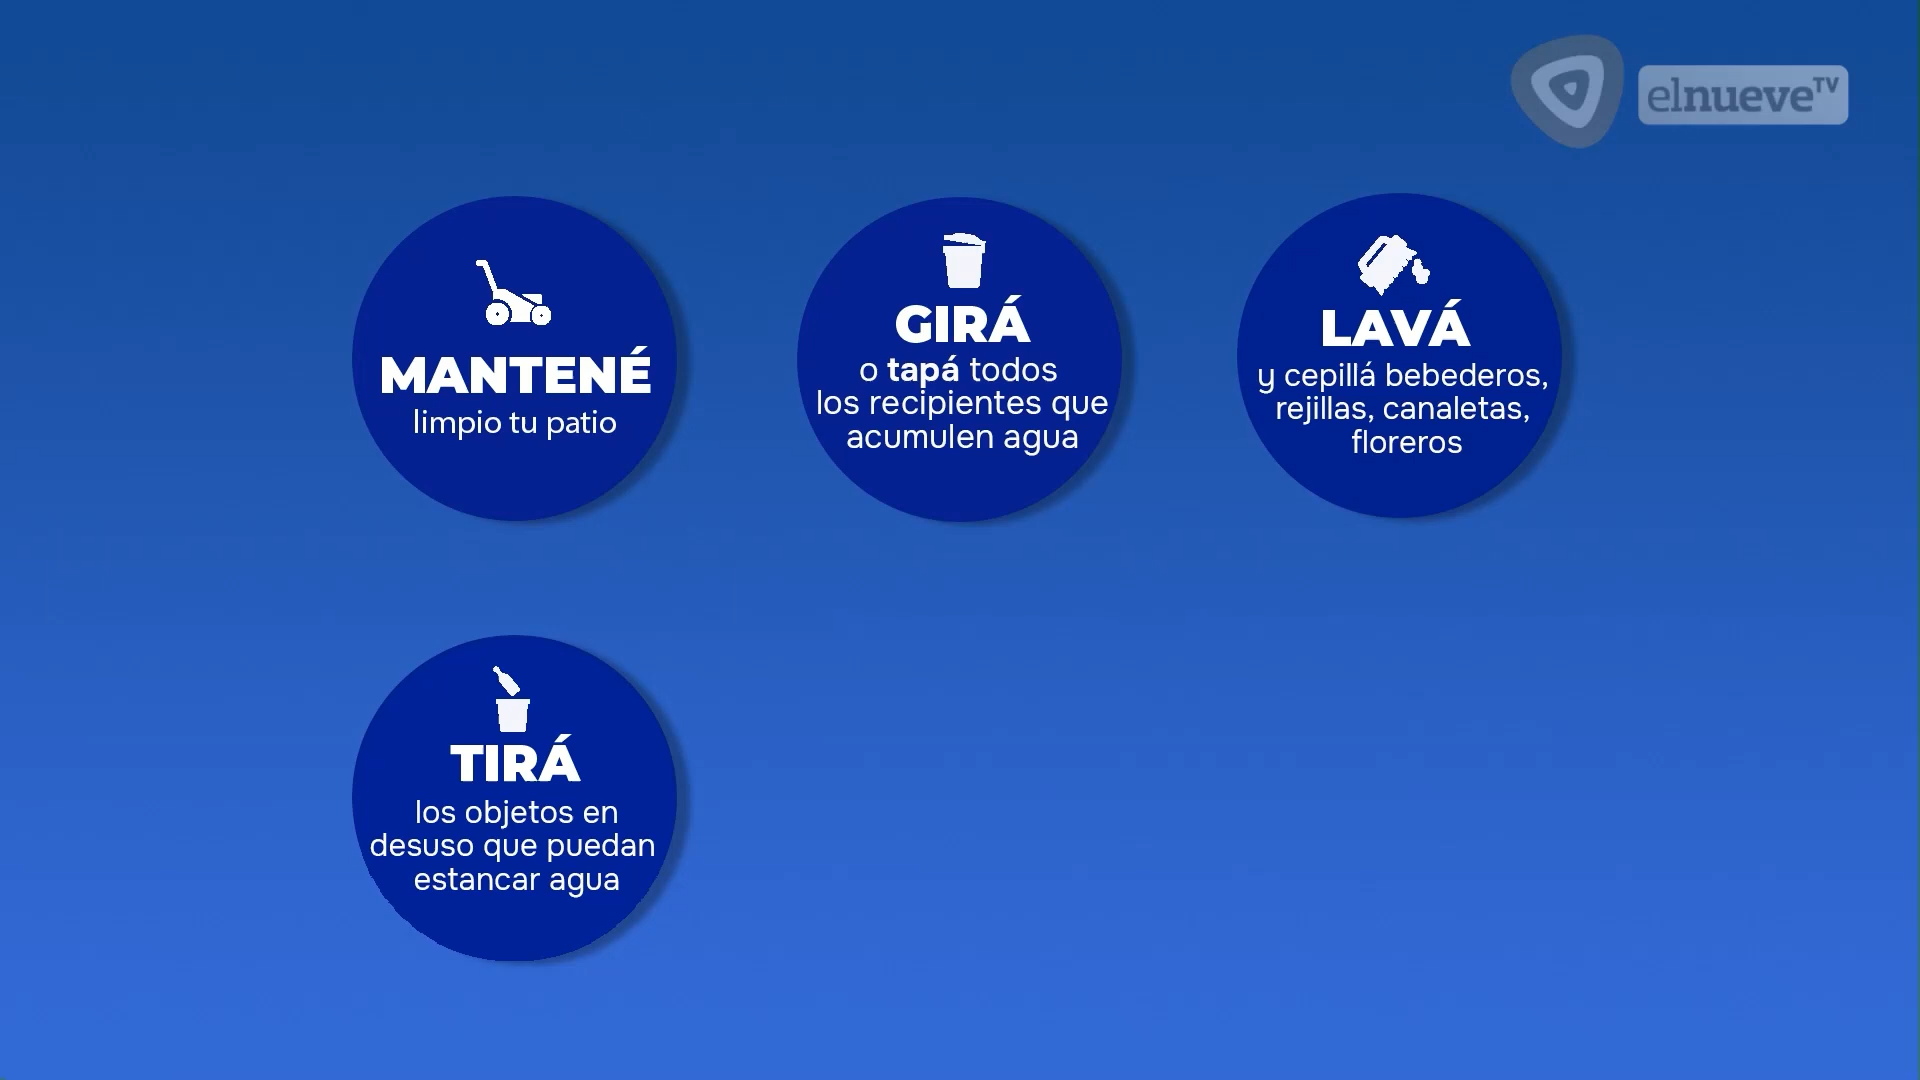 elnueveTV
MANTENÉ
limpio tu patio
GIRÁ
o tapá todos
los recipientes que
acumulen agua
LAVÁ
y cepillá bebederos,
rejillas, canaletas,
floreros
TIRÁ
los objetos en
desuso que puedan
estancar agua